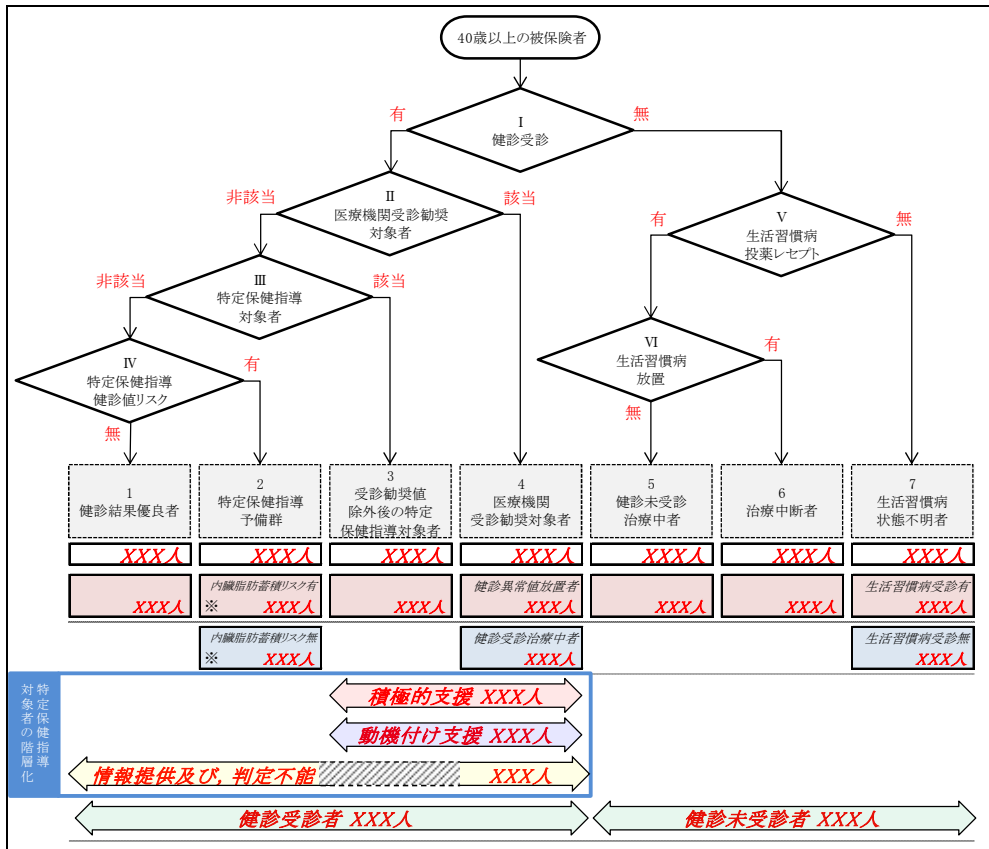 40歳以上の被保険者
Ⅰ
健診受診
有
無
Ⅱ
医療機関受診勧奨
対象者
非該当
該当
Ⅴ
生活習慣病
投薬レセプト
有
無
Ⅲ
特定保健指導
対象者
非該当
該当
Ⅵ
生活習慣病
放置
有
無
Ⅳ
特定保健指導
健診値リスク
有
無
1
健診結果優良者
2
特定保健指導
予備群
3
受診勧奨値
除外後の特定
保健指導対象者
4
医療機関
受診勧奨対象者
5
健診未受診
治療中者
6
治療中断者
7
生活習慣病
状態不明者
XXX人
XXX人
XXX人
XXX人
XXX人
XXX人
XXX人
XXX人
内臓脂肪蓄積リスク有
※ XXX人
XXX人
健診異常値放置者
XXX人
XXX人
XXX人
生活習慣病受診有
XXX人
内臓脂肪蓄積リスク無
※ XXX人
健診受診治療中者
XXX人
生活習慣病受診無
XXX人
特定保健指導
対象者の階層化
積極的支援 XXX人
動機付け支援 XXX人
情報提供及び, 判定不能 XXX人
健診受診者 XXX人
健診未受診者 XXX人